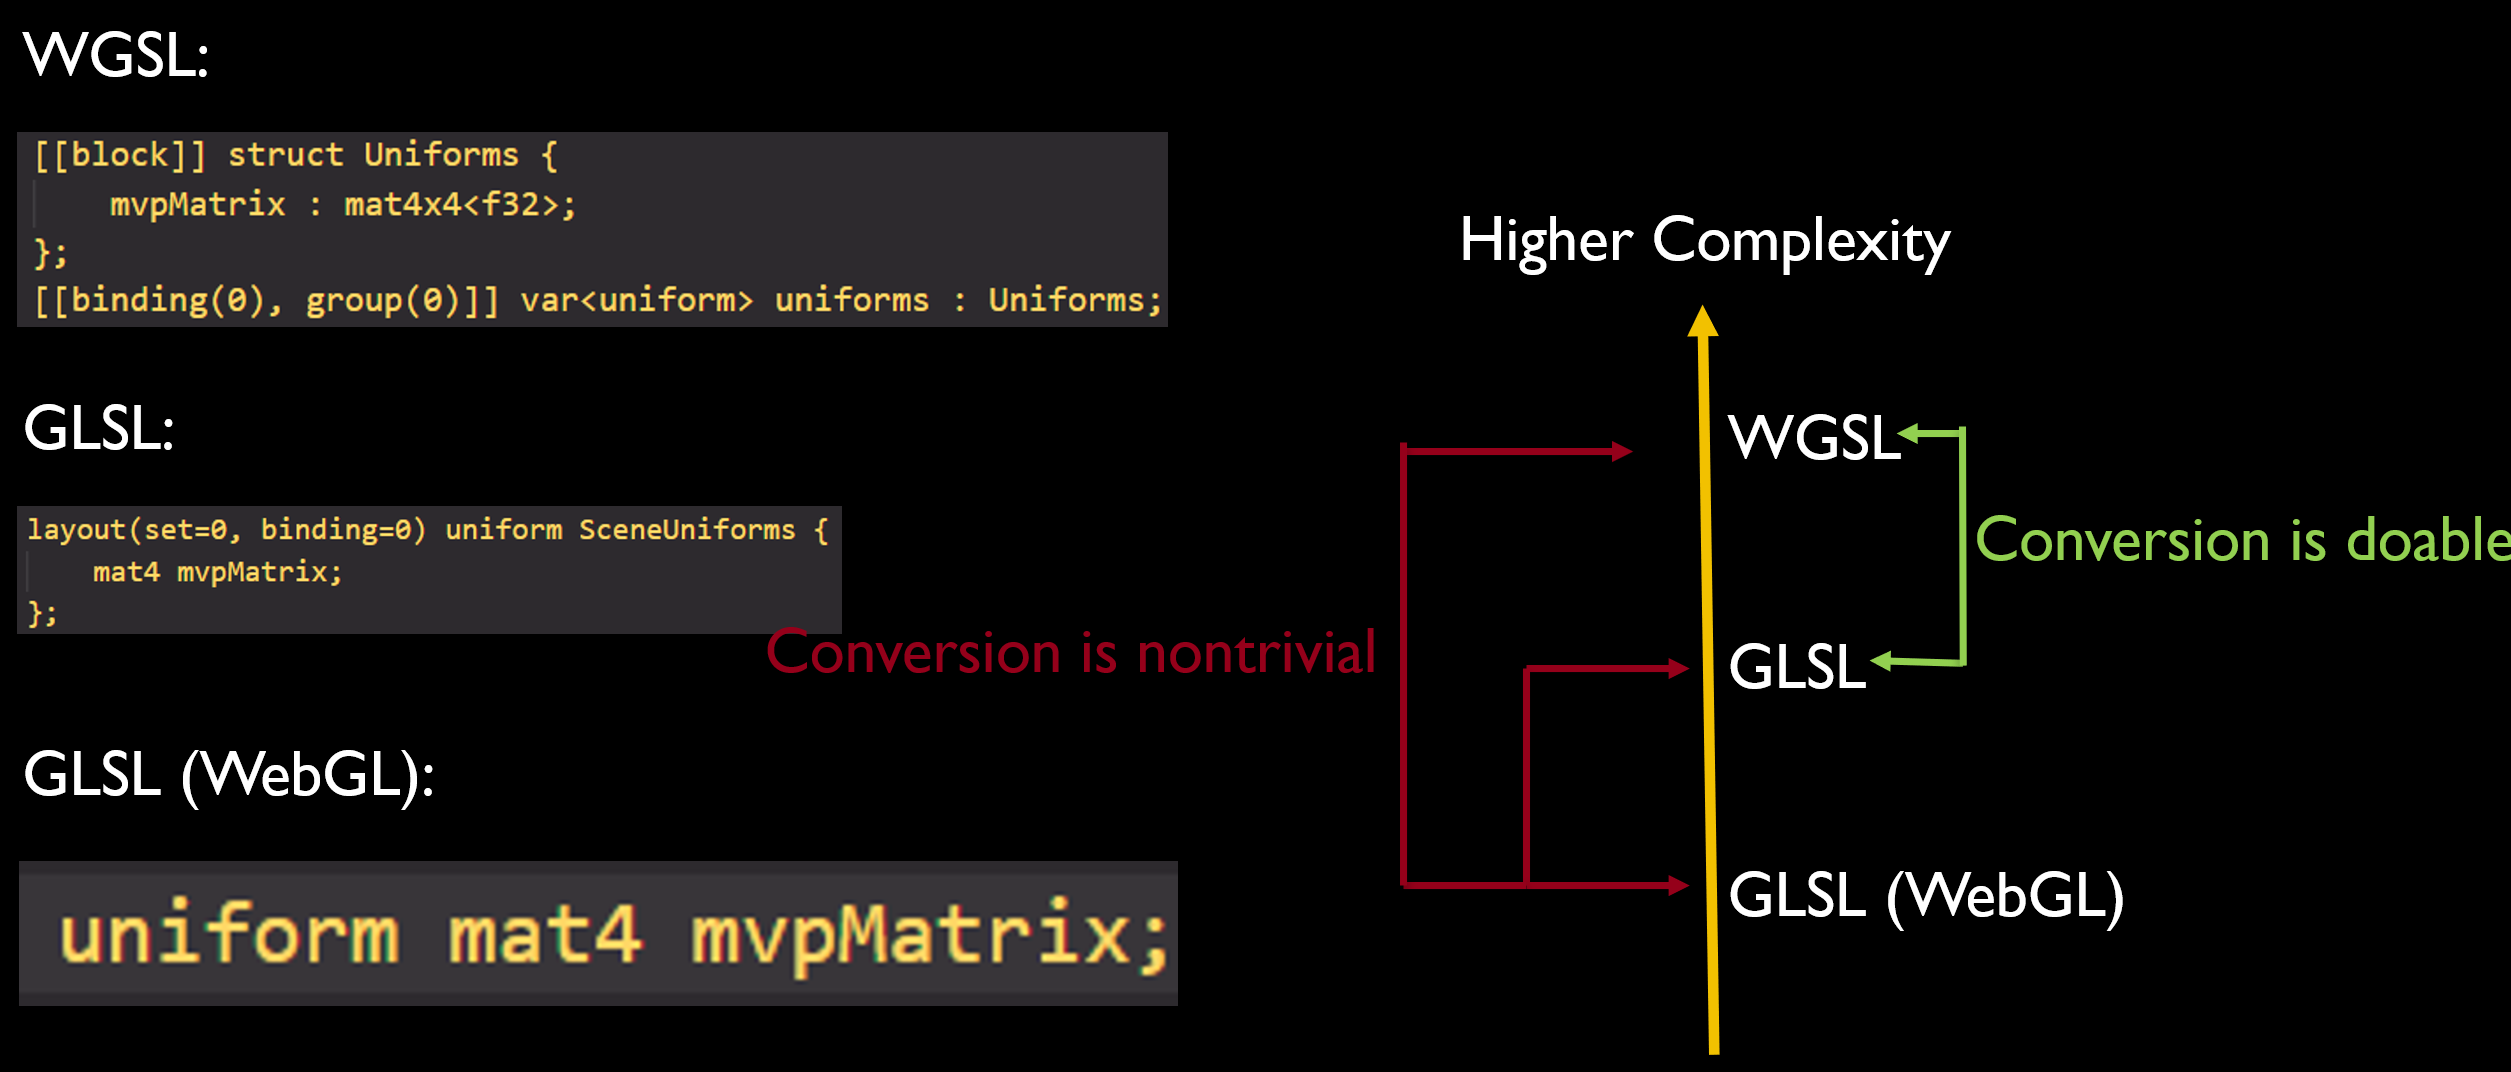 WGSL:
[[block]] struct Uniforms {
    mvpMatrix : mat4x4<f32>;
};
[[binding(0), group(0)]] var<uniform> uniforms : Uniforms;
GLSL:
layout(set=0, binding=0) uniform SceneUniforms {
    mat4 mvpMatrix;
};
GLSL (WebGL):
uniform mat4 mvpMatrix;
Higher Complexity
WGSL
Conversion is doable
Conversion is nontrivial
GLSL
GLSL (WebGL)